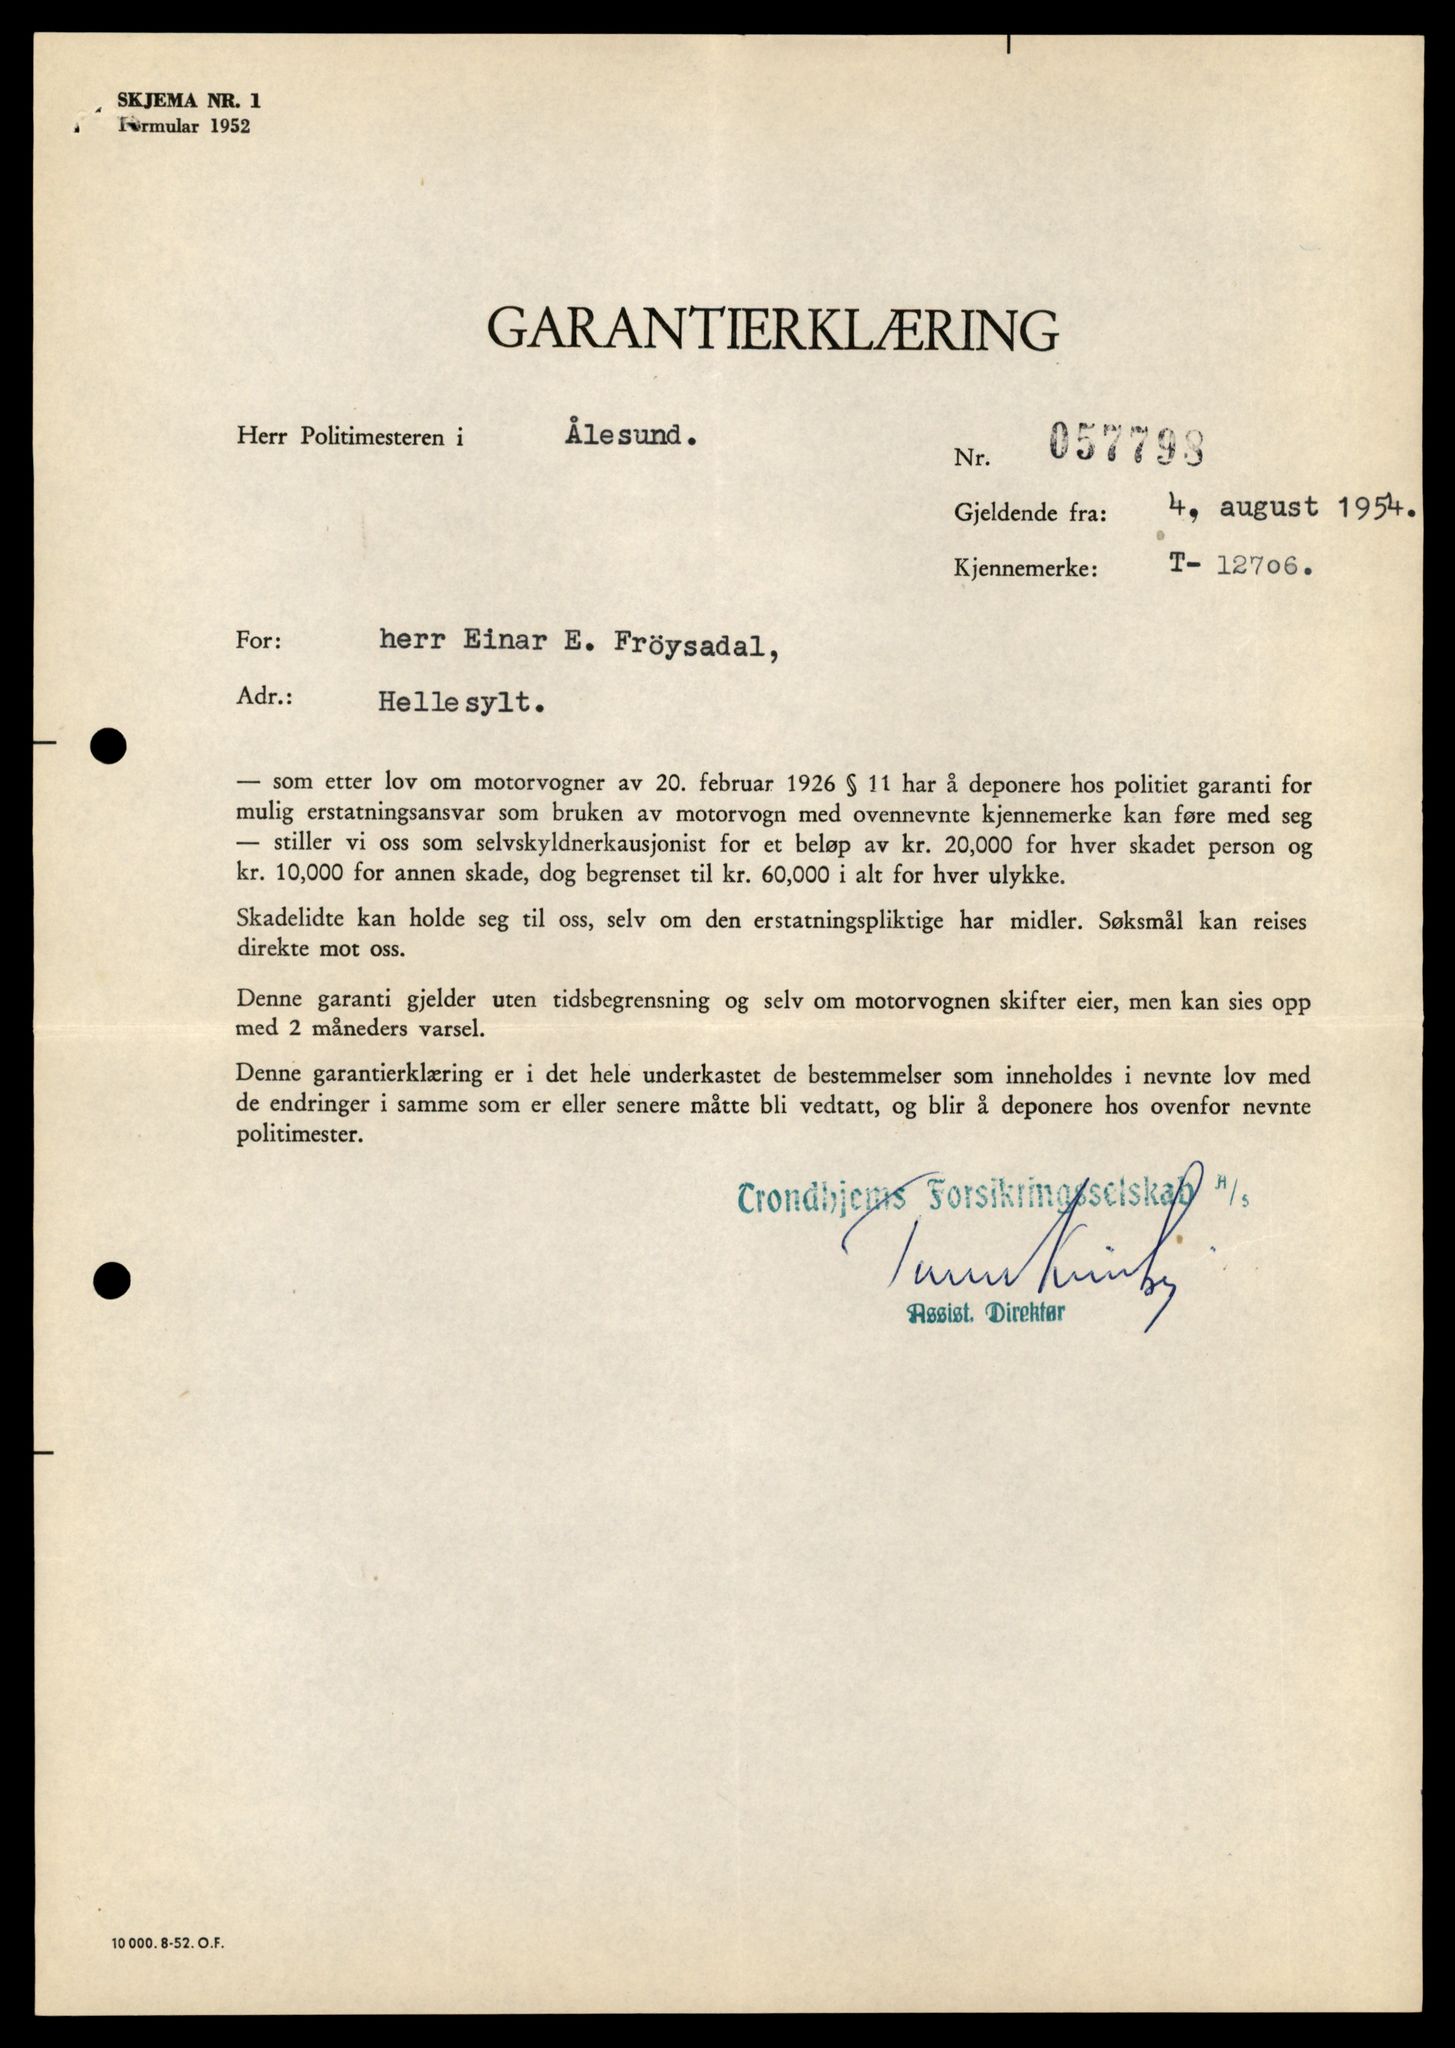 SKJEMA NR. 1
Formular 1952
GARANTIERKLÆRING
Herr Politimesteren i Ålesund.
Nr. 057798
Gjeldende fra: 4, august 1954.
Kjennemerke: T- 12706.
For: herr Einar E. Fröysadal,
Adr.: Hellesylt.
— som etter lov om motorvogner av 20. februar 1926 § 11 har å deponere hos politiet garanti for
mulig erstatningsansvar som bruken av motorvogn med ovennevnte kjennemerke kan føre med seg
— stiller vi oss som selvskyldnerkausjonist for et beløp av kr. 20,000 for hver skadet person og
kr. 10,000 for annen skade, dog begrenset til kr. 60,000 i alt for hver ulykke.
Skadelidte kan holde seg til oss, selv om den erstatningspliktige har midler. Søksmål kan reises
direkte mot oss.
Denne garanti gjelder uten tidsbegrensning og selv om motorvognen skifter eier, men kan sies opp
med 2 måneders varsel.
Denne garantierklæring er i det hele underkastet de bestemmelser som inneholdes i nevnte lov med
de endringer i samme som er eller senere måtte bli vedtatt, og blir å deponere hos ovenfor nevnte
politimester.
Trondhjems Forsikringsselskab A/s
Assist. Direktør
10 000. 8-52. O.F.